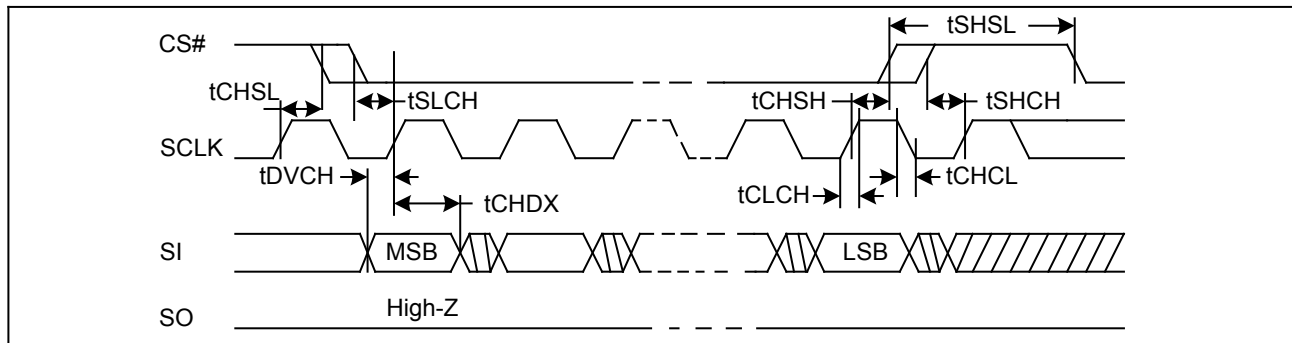 tSHSL
CS#
tCHSL
tSLCH
tCHSH
tSHCH
SCLK
tDVCH
tCHDX
tCLCH
tCHCL
SI
MSB
LSB
High-Z
SO